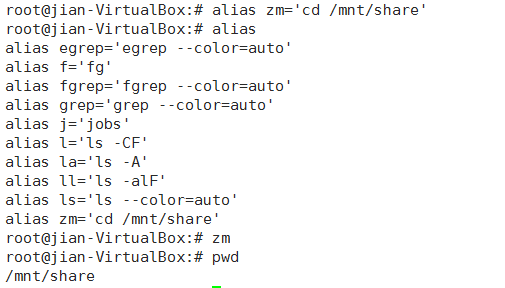 root@jian-VirtualBox:# alias zm='cd /mnt/share'
root@jian-VirtualBox:# alias
alias egrep='egrep --color=auto'
alias f='fg'
alias fgrep='fgrep --color=auto'
alias grep='grep --color=auto'
alias j='jobs'
alias l='ls -CF'
alias la='ls -A'
alias ll='ls -alF'
alias ls='ls --color=auto'
alias zm='cd /mnt/share'
root@jian-VirtualBox:# zm
root@jian-VirtualBox:# pwd
/mnt/share